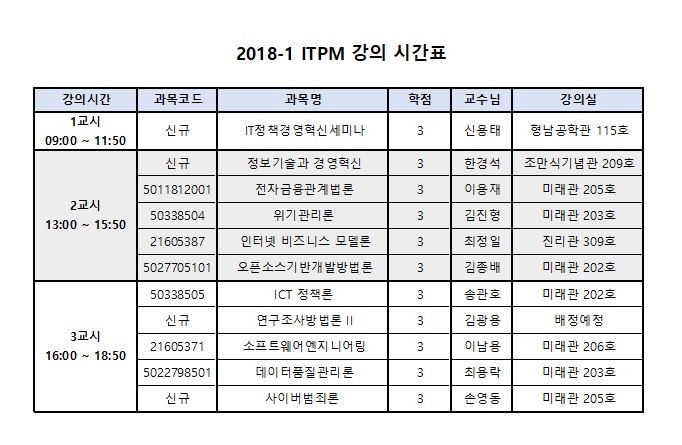 2018-1 ITPM 강의 시간표
강의시간 과목코드 과목명 학점 교수님 강의실
1교시
09:00 ~ 11:50
신규 IT정책경영혁신세미나 3 신용태 형남공학관 115호
2교시
13:00 ~ 15:50
신규 정보기술과 경영혁신 3 한경석 조만식기념관 209호
5011812001 전자금융관계법론 3 이용재 미래관 205호
50338504 위기관리론 3 김진형 미래관 203호
21605387 인터넷 비즈니스 모델론 3 최정일 진리관 309호
5027705101 오픈소스기반개발방법론 3 김종배 미래관 202호
3교시
16:00 ~ 18:50
50338505 ICT 정책론 3 송관호 미래관 202호
신규 연구조사방법론 II 3 김광용 배정예정
21605371 소프트웨어엔지니어링 3 이남용 미래관 206호
5022798501 데이터품질관리론 3 최용락 미래관 203호
신규 사이버범죄론 3 손영동 미래관 205호